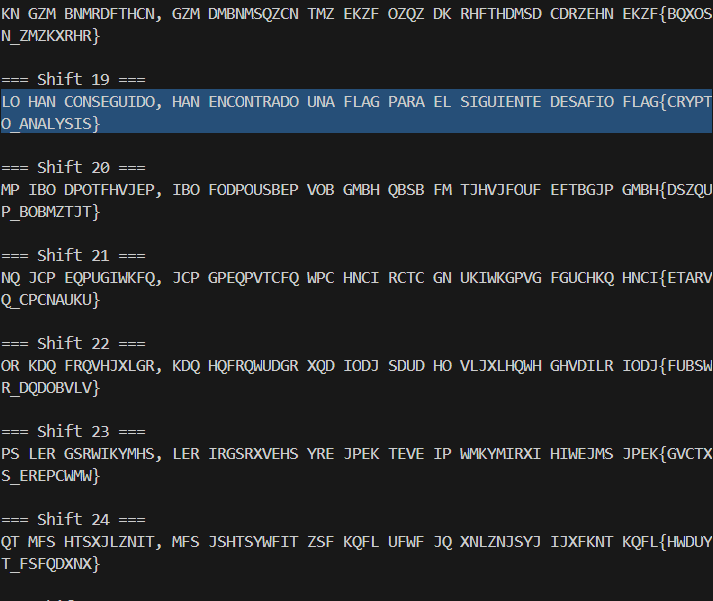 KN GZM BNMRDFTHCN, GZM DMBNMSQZCN TMZ EKZF OZQZ DK RHFTHDMSD CDRZEHN EKZF{BQXOS
N_ZMZKXRHR}
=== Shift 19 ===
LO HAN CONSEGUIDO, HAN ENCONTRADO UNA FLAG PARA EL SIGUIENTE DESAFIO FLAG{CRYPT
O_ANALYSIS}
=== Shift 20 ===
MP IBO DPOTFHVJEP, IBO FODPOUSBEP VOB GMBH QBSB FM TJHVJFOUF EFTBGJP GMBH{DSZQU
P_BOBMZTJT}
=== Shift 21 ===
NQ JCP EQPUGIWKFQ, JCP GPEQPVTCFQ WPC HNCI RCTC GN UKIWKGPVG FGUCHKQ HNCI{ETARV
Q_CPCNAUKU}
=== Shift 22 ===
OR KDQ FRQVHJXLGR, KDQ HQFRQWUDGR XQD IODJ SDUD HO VLJXLHQWH GHVDILR IODJ{FUBSW
R_DQDOBVLV}
=== Shift 23 ===
PS LER GSRWIKYMHS, LER IRGSRXVEHS YRE JPEK TEVE IP WMKYMIRXI HIWEJMS JPEK{GVCTX
S_EREPCWMW}
=== Shift 24 ===
QT MFS HTSXJLZNIT, MFS JSHTSYWFIT ZSF KQFL UFWF JQ XNLZNJSYJ IJXFKNT KQFL{HWDUY
T_FSFQDXNX}